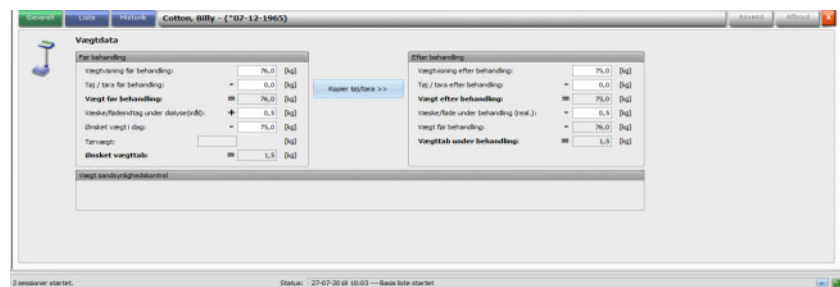 Generelt Liste Historik Cotton, Billy - (*07-12-1965) Anvend Afbryd X
Vægtdata
Før behandling
Vægtvisning før behandling: 76,0 [kg]
Tøj / tara før behandling: - 0,0 [kg]
Vægt før behandling: = 76,0 [kg]
Væske/fødeindtag under dialyse(mål): + 0,5 [kg]
Ønsket vægt i dag: - 75,0 [kg]
Tørvægt: [kg]
Ønsket vægttab: = 1,5 [kg]
Kopier tøj/tara >>
Efter behandling
Vægtvisning efter behandling: 75,0 [kg]
Tøj / tara efter behandling: - 0,0 [kg]
Vægt efter behandling: = 75,0 [kg]
Væske/føde under behandling (real.): - 0,5 [kg]
Vægt før behandling: - 76,0 [kg]
Vægttab under behandling: = 1,5 [kg]
Vægt sandsynlighedskontrol
3 sessioner startet. Status: 27-07-2018 10:03 --- Basis liste startet